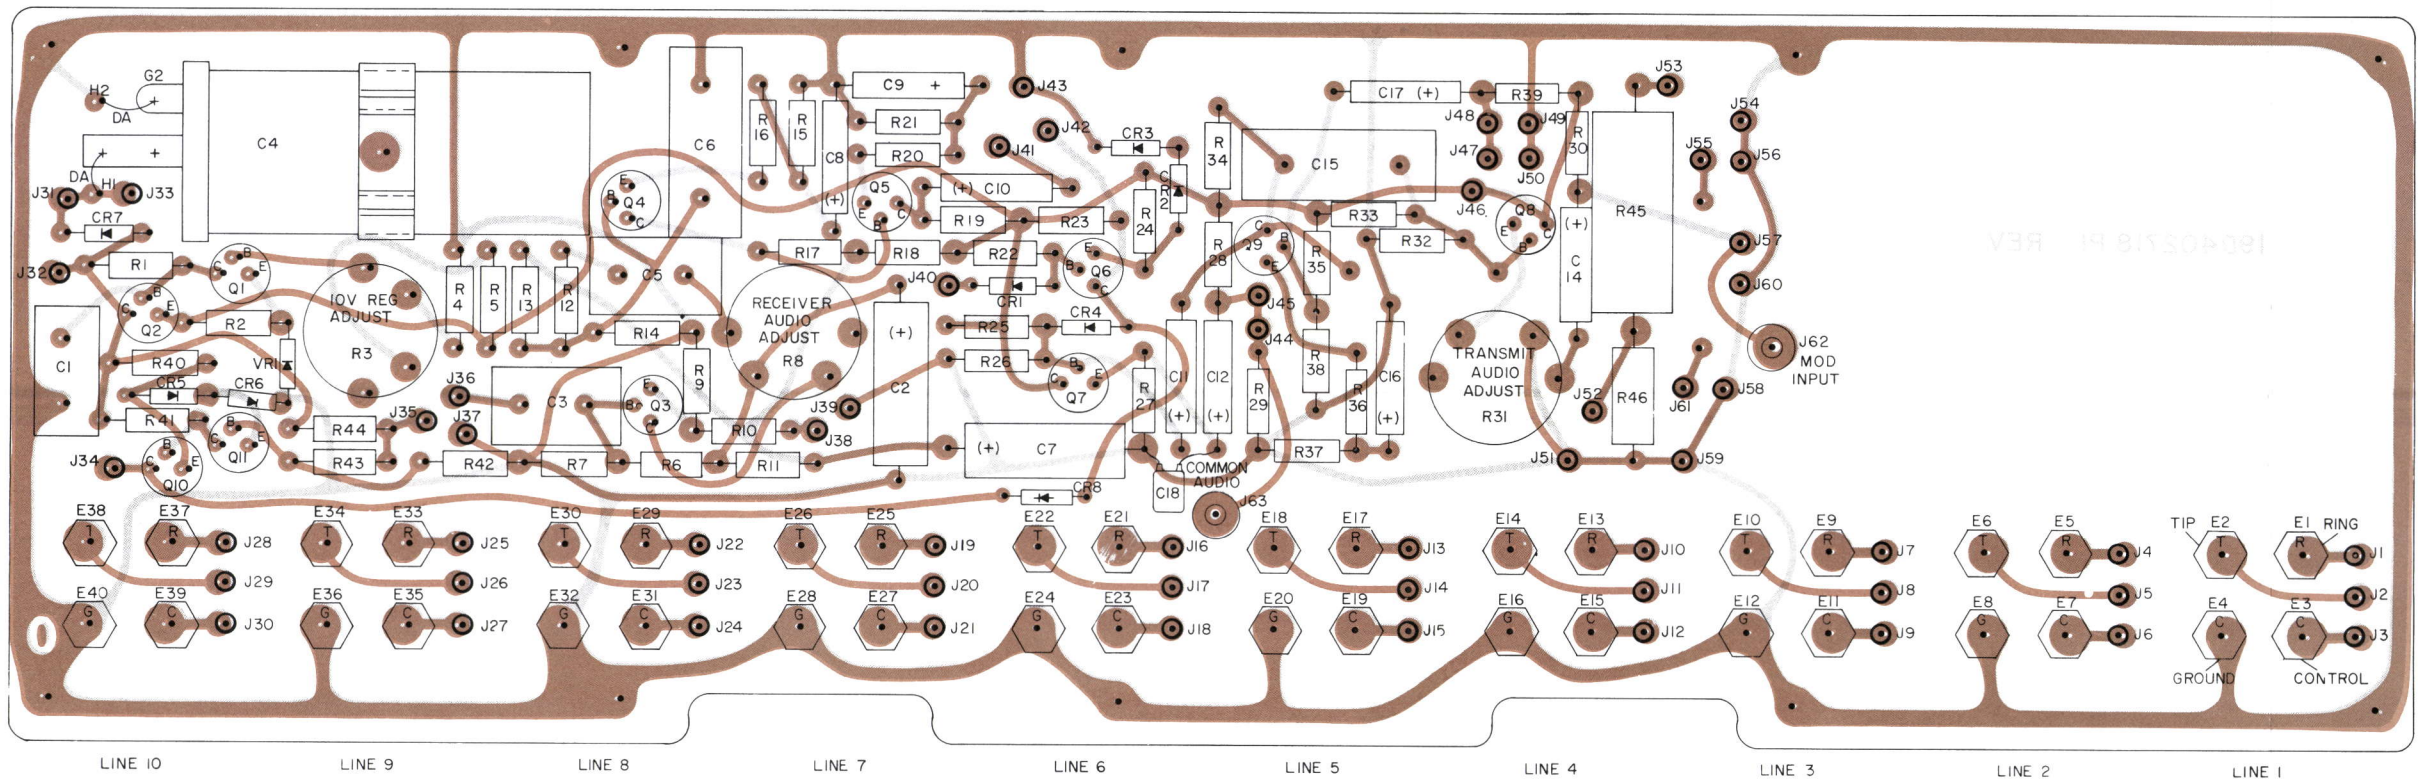 H2 G2 DA + C4 + + DA H1 J31 J33 CR7
J32 R1 B C E Q1 Q2 B C E R2 C1
10V REG ADJUST R3
R40 VR1 CR5 CR6 R41 B C E Q11 J34 Q10 B C E
R44 J35 R43 J36 J37 R42
R4 R5 R13 R12 E B C Q4 C6 C5 R14 R9
C3 E B C Q3 R7 R6 R10 R11 J38 J39
R16 R15 C8 (+) C9 + R21 R20 Q5 E B C (+) C10 R19 R17 R18 R22 R23
RECEIVER AUDIO ADJUST R8
(+) C2 J40 CR1 R25 R26 CR4 B C E Q6 B C E Q7
J43 J42 J41 CR3 CR2 R24
R34 R28 C15 C11 (+) C12 (+) R27 (+) C7 C18 CR8
COMMON AUDIO J63
C B E Q9 J45 J44 R29 R35 R38 R36 R37 C16 (+) R33 R32
C17 (+) J48 R39 J49 J47 J50 R30 J46 Q8 E C B (+) C14
TRANSMIT AUDIO ADJUST R31
J53 R45 J54 J55 J56 J57 J60 J62 MOD INPUT
J52 R46 J61 J58 J51 J59
19D402718 P1 REV
E38 T E37 R J28 J29 E40 G E39 C J30
E34 T E33 R J25 J26 E36 G E35 C J27
E30 T E29 R J22 J23 E32 G E31 C J24
E26 T E25 R J19 J20 E28 G E27 C J21
E22 T E21 R J16 J17 E24 G E23 C J18
E18 T E17 R J13 J14 E20 G E19 C J15
E14 T E13 R J10 J11 E16 G E15 C J12
E10 T E9 R J7 J8 E12 G E11 C J9
E6 T E5 R J4 J5 E8 G E7 C J6
TIP E2 T E1 R RING J1 J2 E4 C E3 C J3
GROUND CONTROL
LINE 10 LINE 9 LINE 8 LINE 7 LINE 6 LINE 5 LINE 4 LINE 3 LINE 2 LINE 1